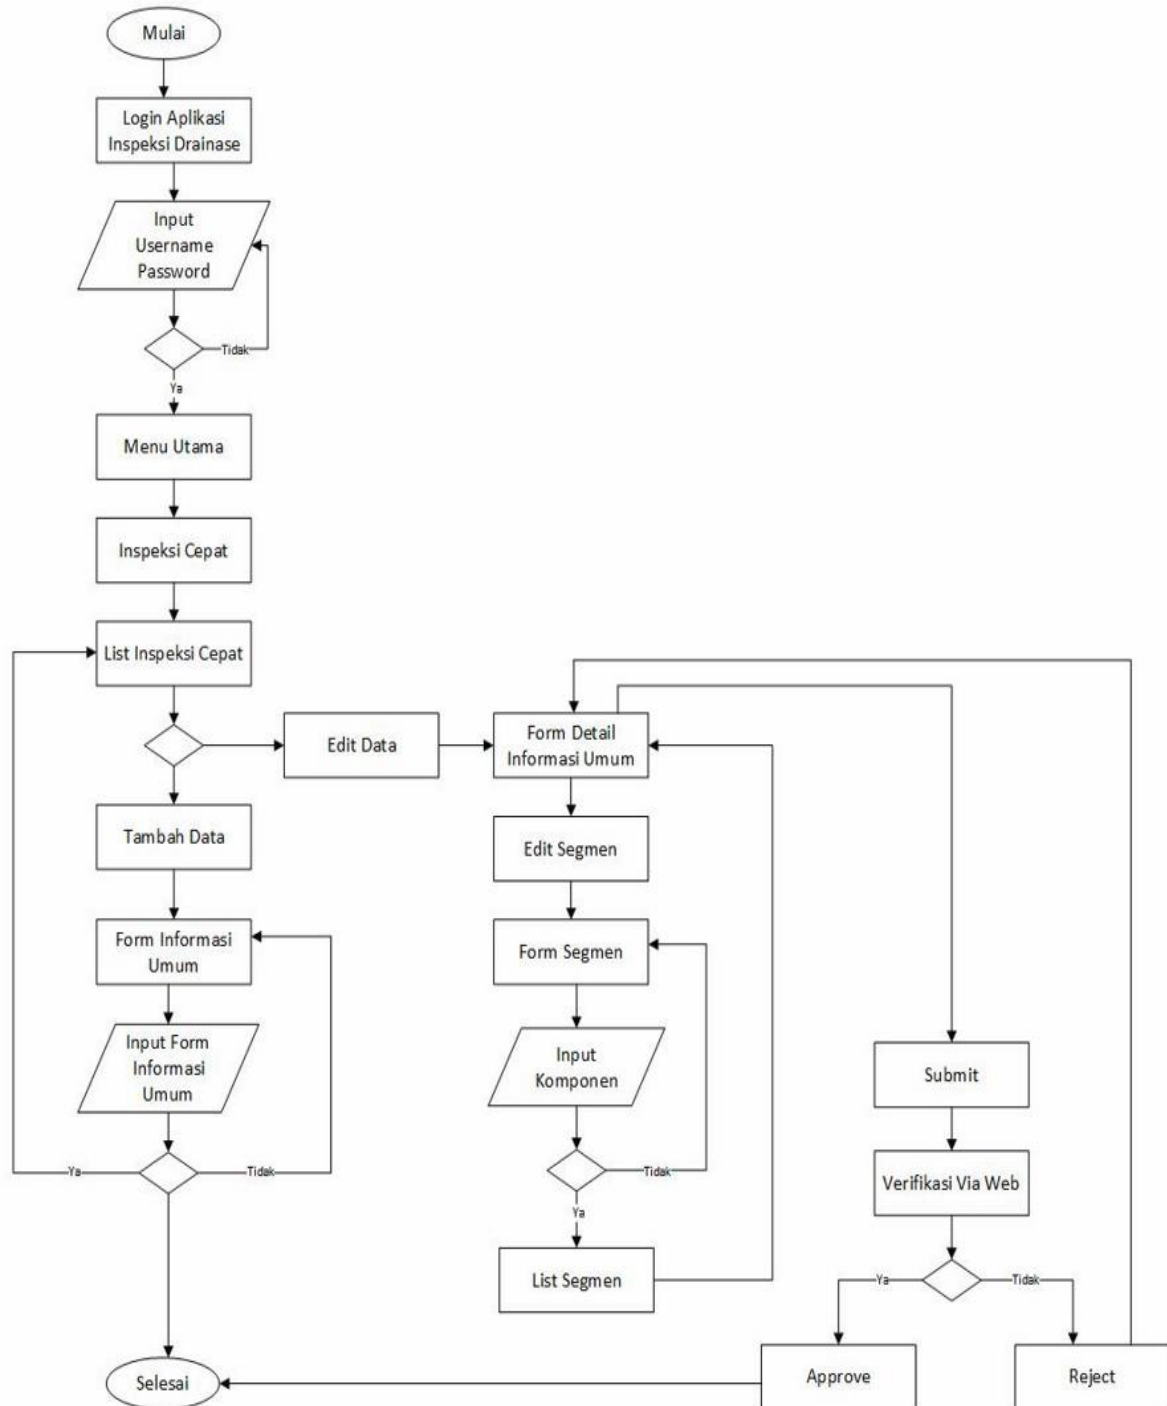 Mulai
Login Aplikasi
Inspeksi Drainase
Input
Username
Password
Tidak
Ya
Menu Utama
Inspeksi Cepat
List Inspeksi Cepat
Edit Data
Form Detail
Informasi Umum
Tambah Data
Edit Segmen
Form Informasi
Umum
Form Segmen
Input Form
Informasi
Umum
Input
Komponen
Submit
Ya
Tidak
Tidak
Ya
Verifikasi Via Web
List Segmen
Ya
Tidak
Selesai
Approve
Reject